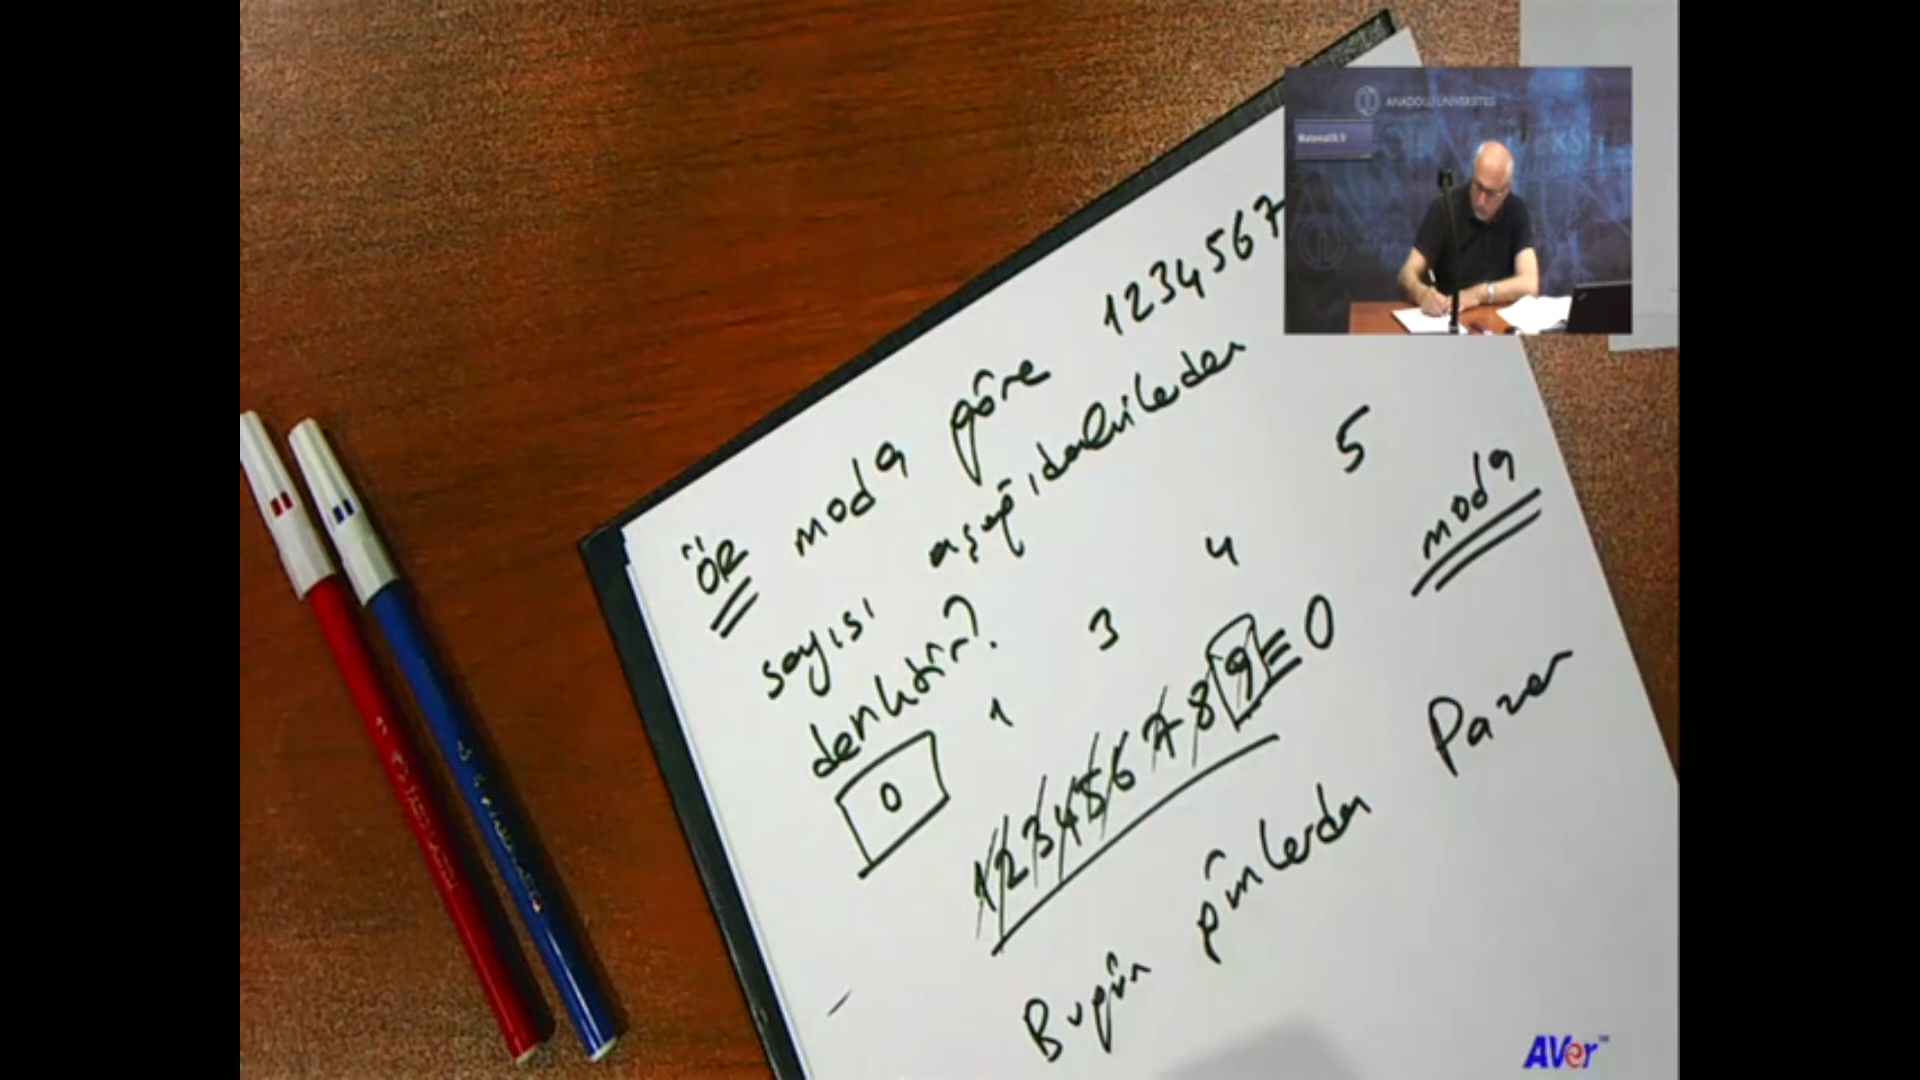 ÖR mod 9 göre 1234567
sayısı aşağıdakilerden
denktir?
0 1 3 4 5
123456789≡0 mod 9
Bugün günlerden Pazar
ANADOLU ÜNİVERSİTESİ
Matematik II
AVer